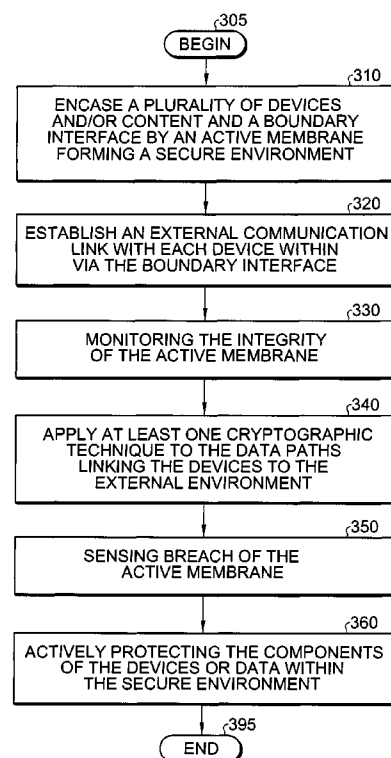 305
BEGIN
310
ENCASE A PLURALITY OF DEVICES
AND/OR CONTENT AND A BOUNDARY
INTERFACE BY AN ACTIVE MEMBRANE
FORMING A SECURE ENVIRONMENT
320
ESTABLISH AN EXTERNAL COMMUNICATION
LINK WITH EACH DEVICE WITHIN
VIA THE BOUNDARY INTERFACE
330
MONITORING THE INTEGRITY
OF THE ACTIVE MEMBRANE
340
APPLY AT LEAST ONE CRYPTOGRAPHIC
TECHNIQUE TO THE DATA PATHS
LINKING THE DEVICES TO THE
EXTERNAL ENVIRONMENT
350
SENSING BREACH OF THE
ACTIVE MEMBRANE
360
ACTIVELY PROTECTING THE COMPONENTS
OF THE DEVICES OR DATA WITHIN
THE SECURE ENVIRONMENT
395
END